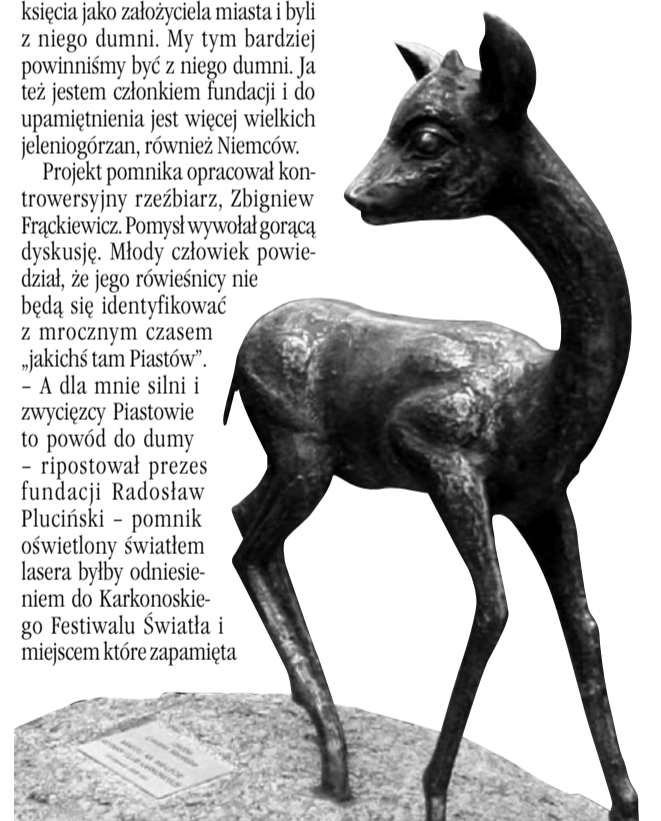 księcia jako założyciela miasta i byli
z niego dumni. My tym bardziej
powinniśmy być z niego dumni. Ja
też jestem członkiem fundacji i do
upamiętnienia jest więcej wielkich
jeleniogórzan, również Niemców.
Projekt pomnika opracował kon-
trowersyjny rzeźbiarz, Zbigniew
Frąckiewicz. Pomysł wywołał gorącą
dyskusję. Młody człowiek powie-
dział, że jego rówieśnicy nie
będą się identyfikować
z mrocznym czasem
„jakichś tam Piastów”.
– A dla mnie silni i
zwycięzcy Piastowie
to powód do dumy
– ripostował prezes
fundacji Radosław
Pluciński – pomnik
oświetlony światłem
lasera byłby odniesie-
niem do Karkonoskie-
go Festiwalu Światła i
miejscem które zapamięta